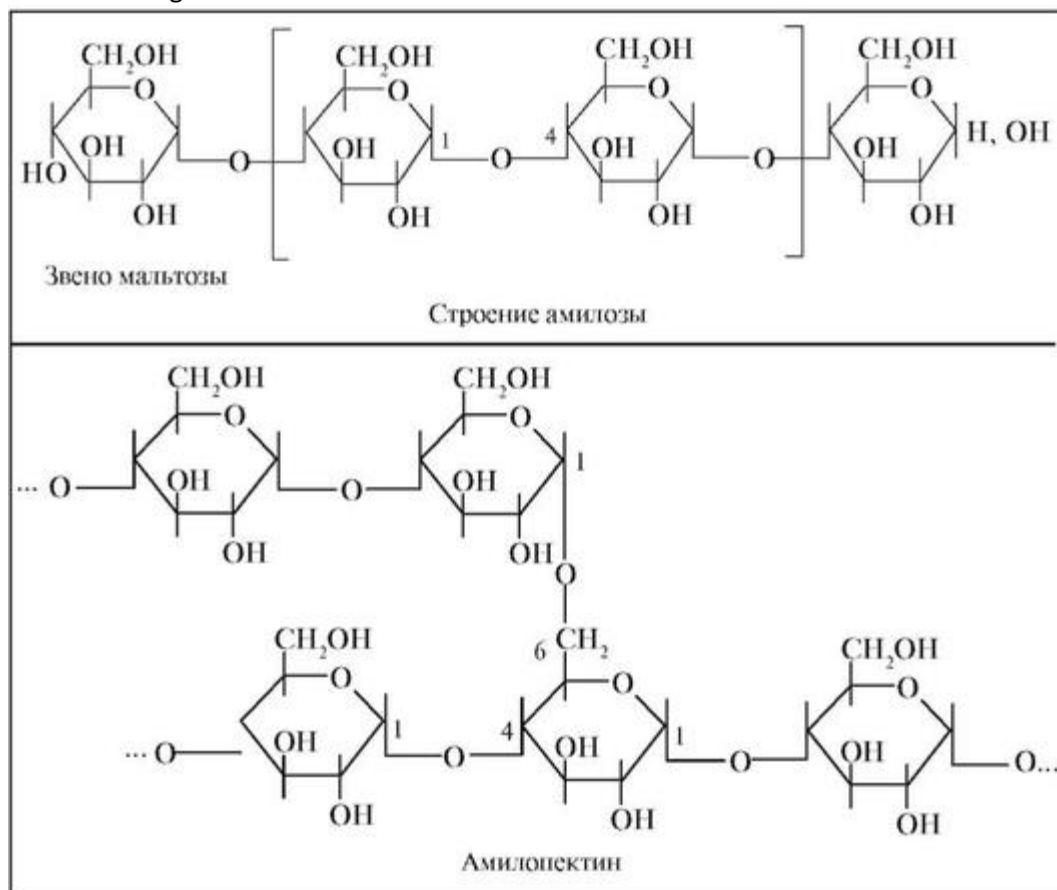 CH₂OH CH₂OH CH₂OH CH₂OH
O O O O
1 4 H, OH
OH OH OH OH
HO O O O
OH OH OH OH
Звено мальтозы
Строение амилозы
CH₂OH CH₂OH
O O
1
OH OH
... O O
OH OH
O
6 CH₂
CH₂OH CH₂OH
O O O
1 4 1
OH OH OH
... O O O O...
OH OH OH
Амилопектин